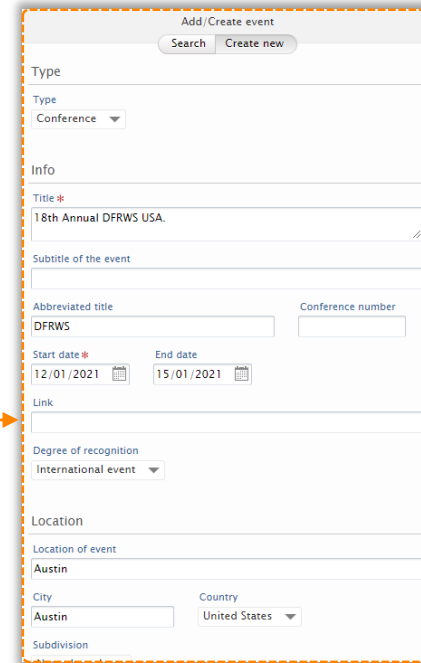 Add/Create event
Search Create new
Type
Type
Conference
Info
Title *
18th Annual DFRWS USA.
Subtitle of the event
Abbreviated title Conference number
DFRWS
Start date * End date
12/01/2021 15/01/2021
Link
Degree of recognition
International event
Location
Location of event
Austin
City Country
Austin United States
Subdivision